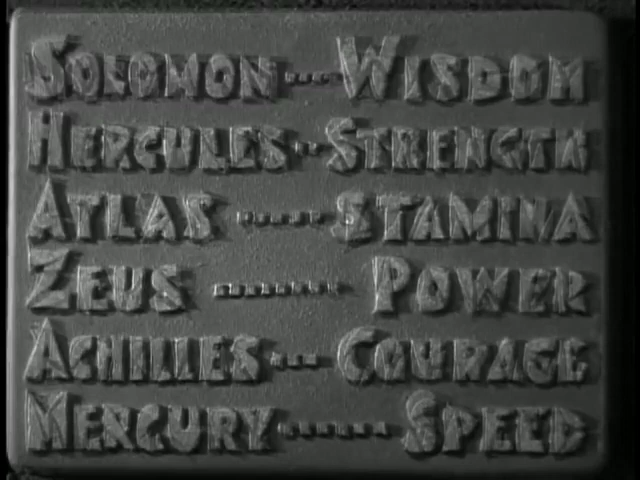 SOLOMON...WISDOM
HERCULES..STRENGTH
ATLAS......STAMINA
ZEUS.........POWER
ACHILLES...COURAGE
MERCURY.......SPEED